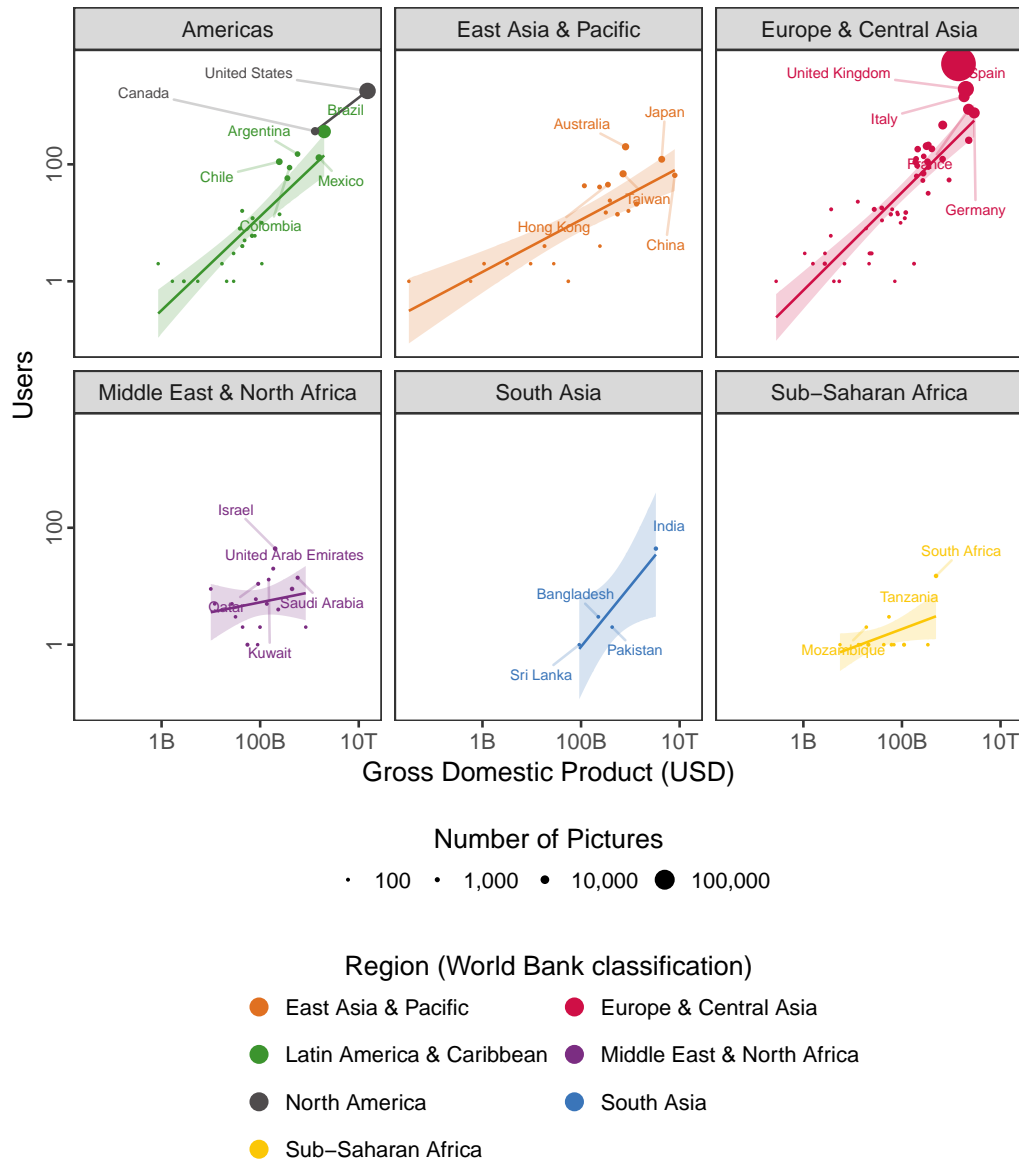 Americas
East Asia & Pacific
Europe & Central Asia
United States
Canada
Brazil
Argentina
Chile
Mexico
Colombia
Japan
Australia
Taiwan
Hong Kong
China
Spain
United Kingdom
Italy
France
Germany
100
1
Users
Middle East & North Africa
South Asia
Sub−Saharan Africa
Israel
United Arab Emirates
Qatar
Saudi Arabia
Kuwait
India
Bangladesh
Pakistan
Sri Lanka
South Africa
Tanzania
Mozambique
100
1
1B 100B 10T 1B 100B 10T 1B 100B 10T
Gross Domestic Product (USD)
Number of Pictures
100 1,000 10,000 100,000
Region (World Bank classification)
East Asia & Pacific Europe & Central Asia
Latin America & Caribbean Middle East & North Africa
North America South Asia
Sub−Saharan Africa